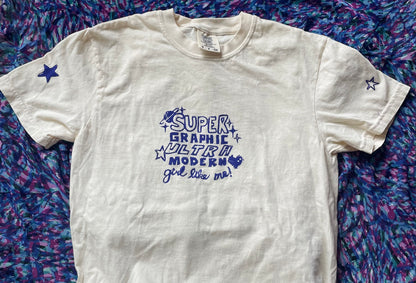 SUPER
GRAPHIC
ULTRA
MODERN
girl like me!